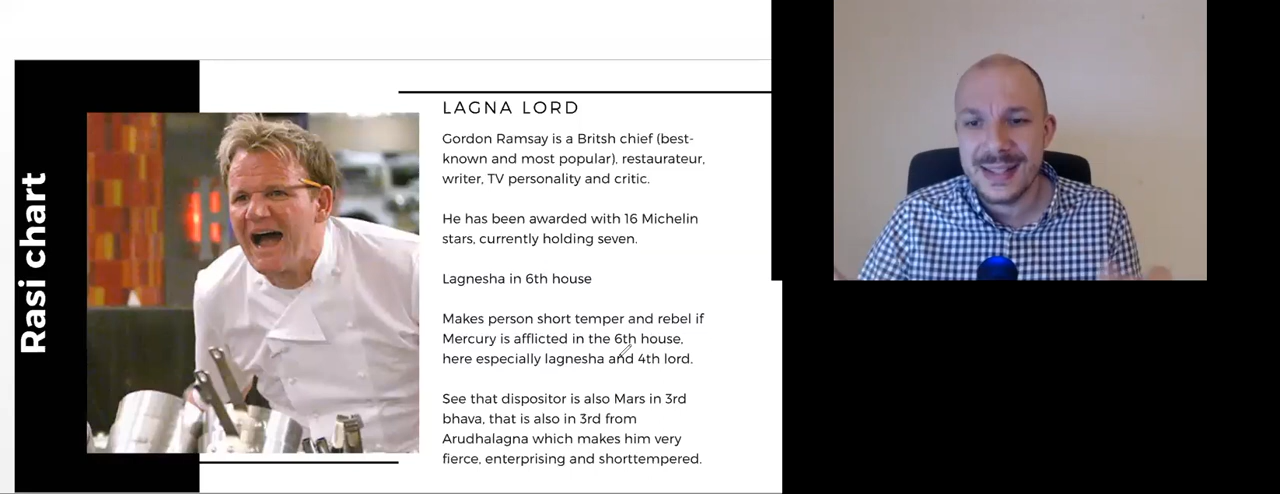 Rasi chart
LAGNA LORD
Gordon Ramsay is a Britsh chief (best-
known and most popular), restaurateur,
writer, TV personality and critic.
He has been awarded with 16 Michelin
stars, currently holding seven.
Lagnesha in 6th house
Makes person short temper and rebel if
Mercury is afflicted in the 6th house,
here especially lagnesha and 4th lord.
See that dispositor is also Mars in 3rd
bhava, that is also in 3rd from
Arudhalagna which makes him very
fierce, enterprising and shorttempered.